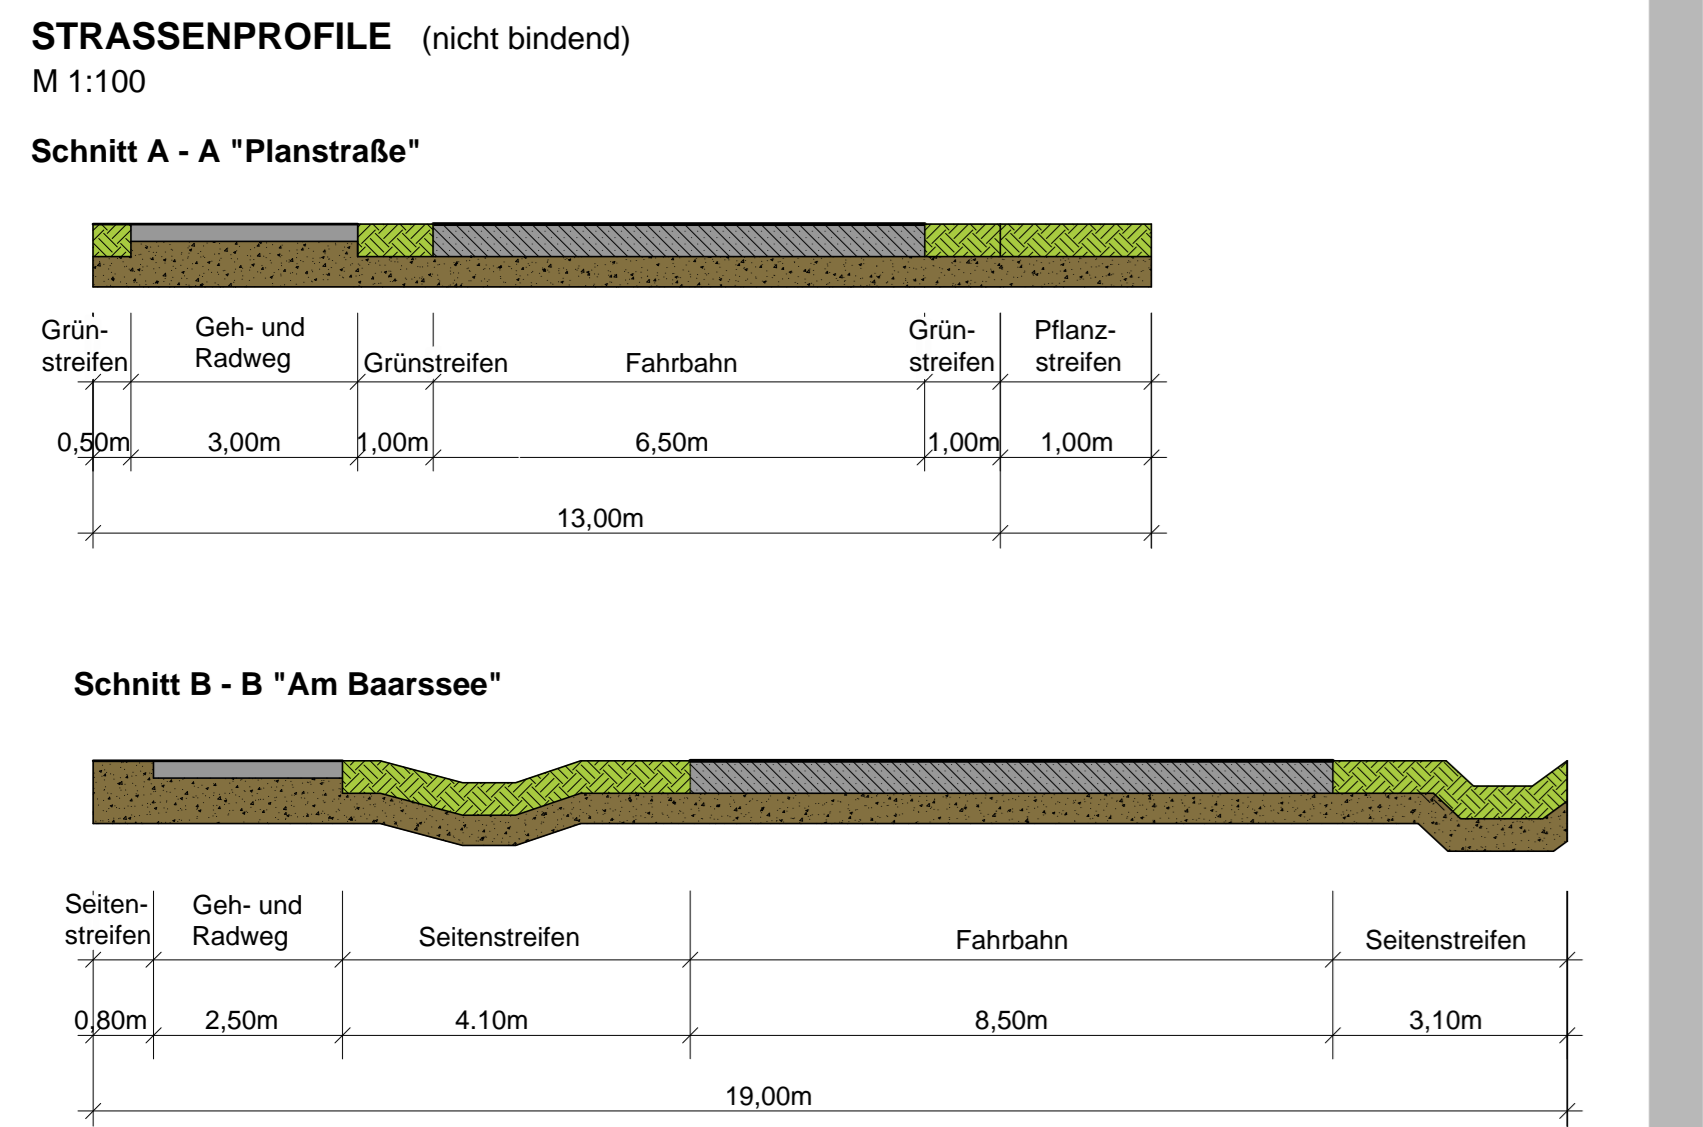 STRASSENPROFILE (nicht bindend)
M 1:100
Schnitt A - A "Planstraße"
Grün-
streifen
Geh- und
Radweg
Grünstreifen
Fahrbahn
Grün-
streifen
Pflanz-
streifen
0,50m 3,00m 1,00m 6,50m 1,00m 1,00m
13,00m
Schnitt B - B "Am Baarssee"
Seiten-
streifen
Geh- und
Radweg
Seitenstreifen
Fahrbahn
Seitenstreifen
0,80m 2,50m 4.10m 8,50m 3,10m
19,00m